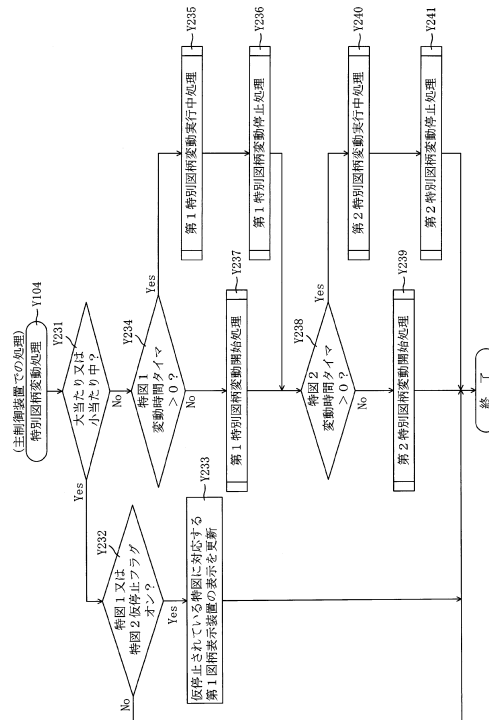 (主制御装置での処理)
特別図柄変動処理
Y104
大当たり又は
小当たり中？
Y231
Yes
No
特図1又は
特図2仮停止フラグ
オン？
Y232
No
Yes
仮停止されている特図に対応する
第1図柄表示装置の表示を更新
Y233
特図1
変動時間タイマ
＞0？
Y234
Yes
No
第1特別図柄変動実行中処理
Y235
第1特別図柄変動停止処理
Y236
第1特別図柄変動開始処理
Y237
特図2
変動時間タイマ
＞0？
Y238
Yes
No
第2特別図柄変動開始処理
Y239
第2特別図柄変動実行中処理
Y240
第2特別図柄変動停止処理
Y241
終　了